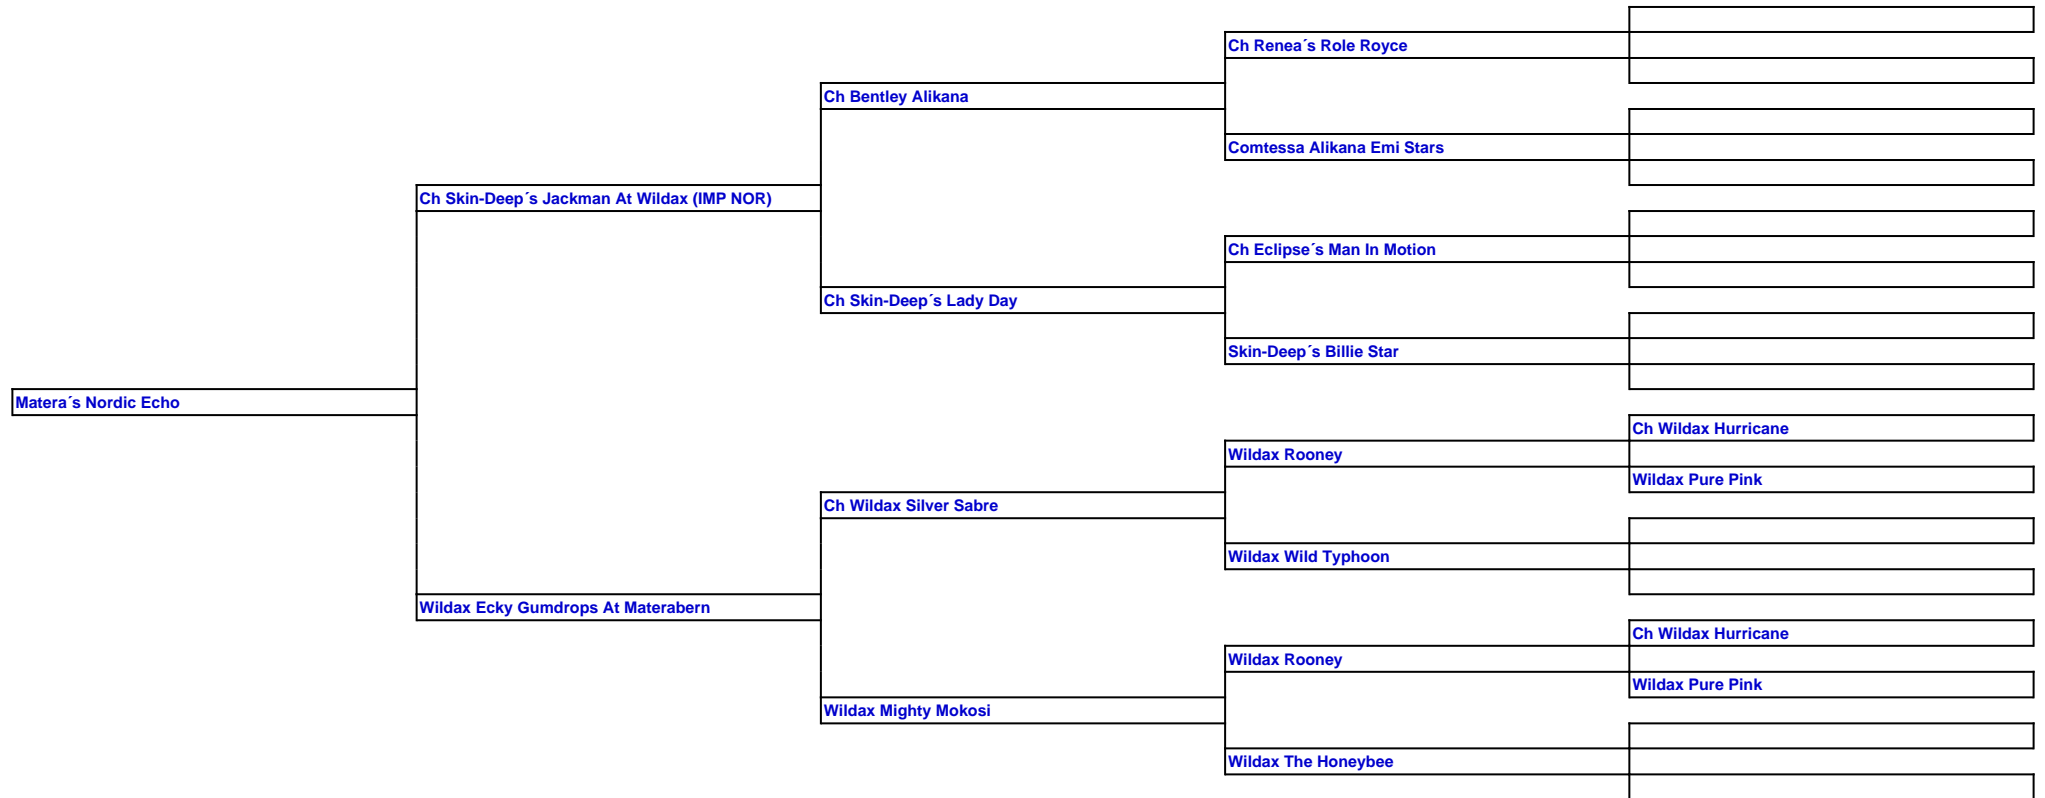 Ch Renea´s Role Royce
Ch Bentley Alikana
Comtessa Alikana Emi Stars
Ch Skin-Deep´s Jackman At Wildax (IMP NOR)
Ch Eclipse´s Man In Motion
Ch Skin-Deep´s Lady Day
Skin-Deep´s Billie Star
Matera´s Nordic Echo
Ch Wildax Hurricane
Wildax Rooney
Wildax Pure Pink
Ch Wildax Silver Sabre
Wildax Wild Typhoon
Wildax Ecky Gumdrops At Materabern
Ch Wildax Hurricane
Wildax Rooney
Wildax Pure Pink
Wildax Mighty Mokosi
Wildax The Honeybee